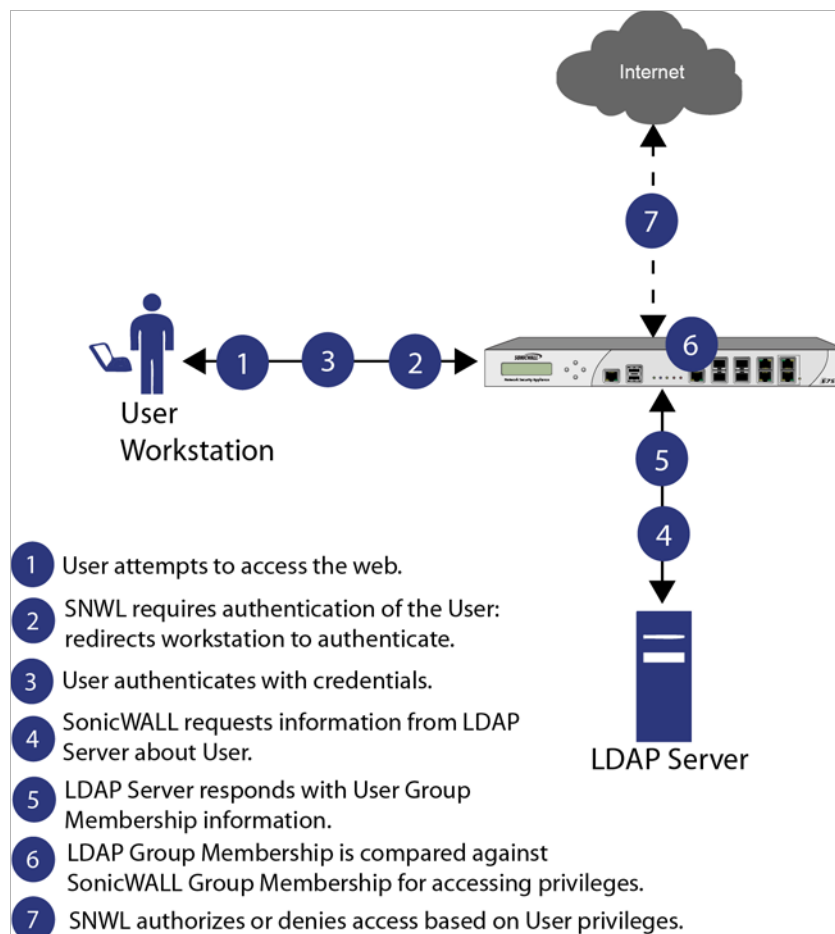 Internet
7
6
SONICWALL
Network Security Appliance
1
3
2
User
Workstation
5
4
LDAP Server
1 User attempts to access the web.
2 SNWL requires authentication of the User:
redirects workstation to authenticate.
3 User authenticates with credentials.
4 SonicWALL requests information from LDAP
Server about User.
5 LDAP Server responds with User Group
Membership information.
6 LDAP Group Membership is compared against
SonicWALL Group Membership for accessing privileges.
7 SNWL authorizes or denies access based on User privileges.